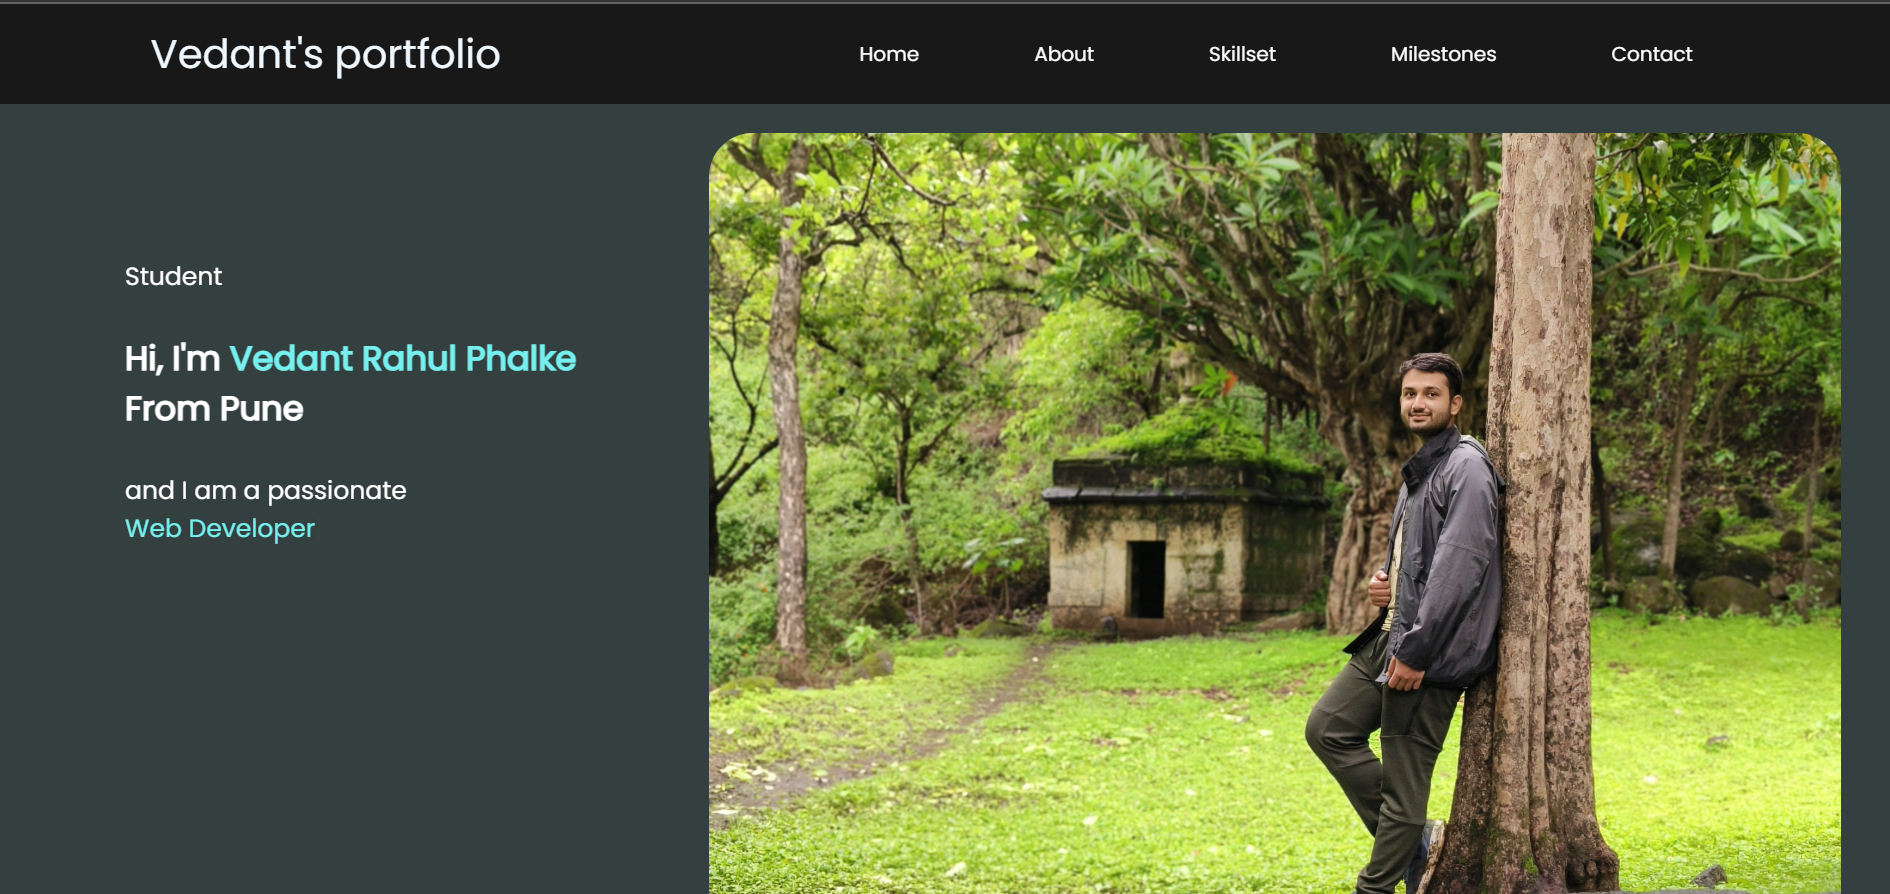 Vedant's portfolio
Home
About
Skillset
Milestones
Contact
Student
Hi, I'm Vedant Rahul Phalke
From Pune
and I am a passionate
Web Developer